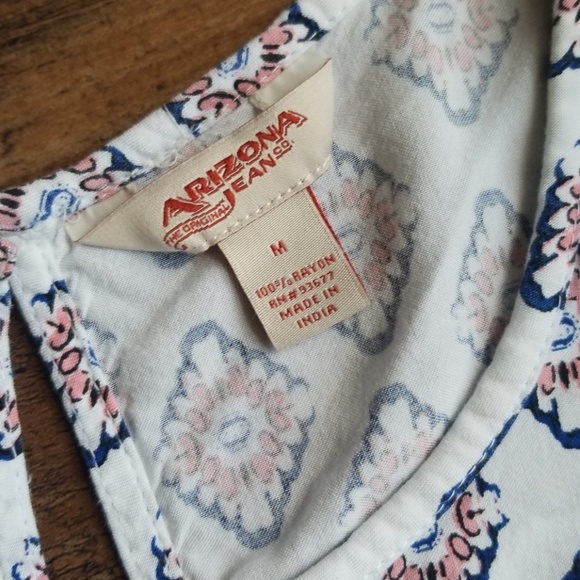 ARIZONA
JEAN CO.
THE ORIGINAL
M
100% RAYON
RN# 93677
MADE IN
INDIA